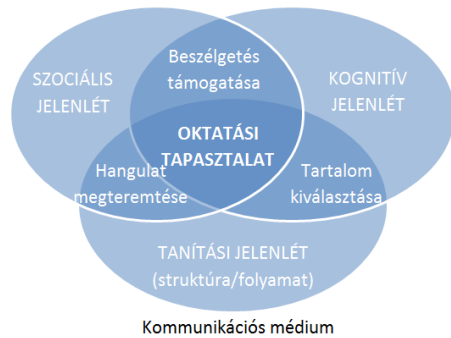 Beszélgetés
támogatása
SZOCIÁLIS
JELENLÉT
KOGNITÍV
JELENLÉT
OKTATÁSI
TAPASZTALAT
Hangulat
megteremtése
Tartalom
kiválasztása
TANÍTÁSI JELENLÉT
(struktúra/folyamat)
Kommunikációs médium